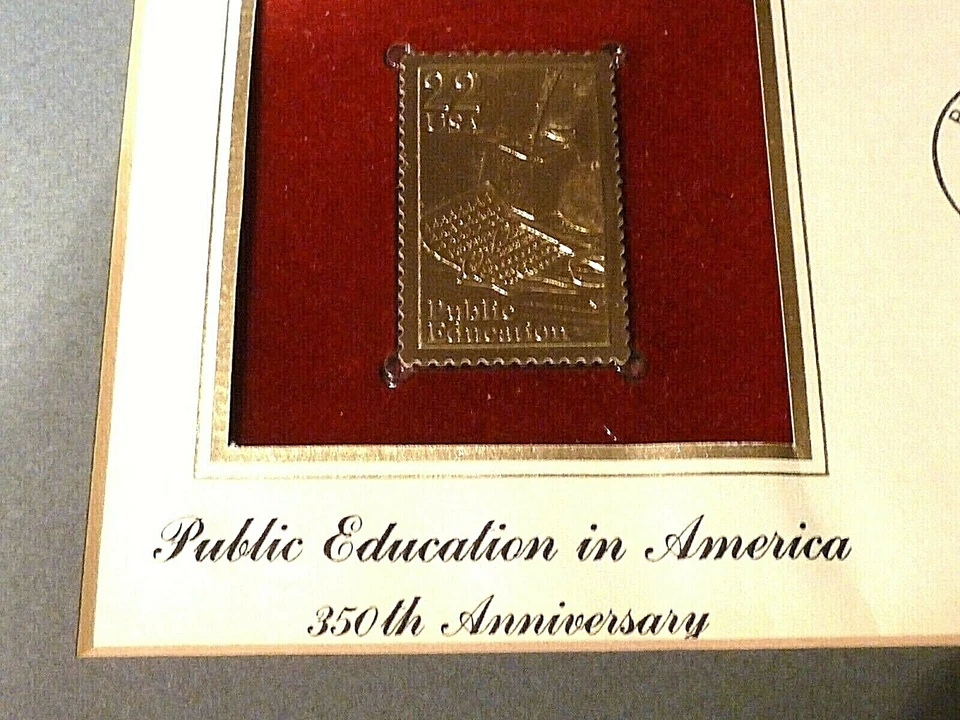 22
USA
Public
Education
Public Education in America
350th Anniversary